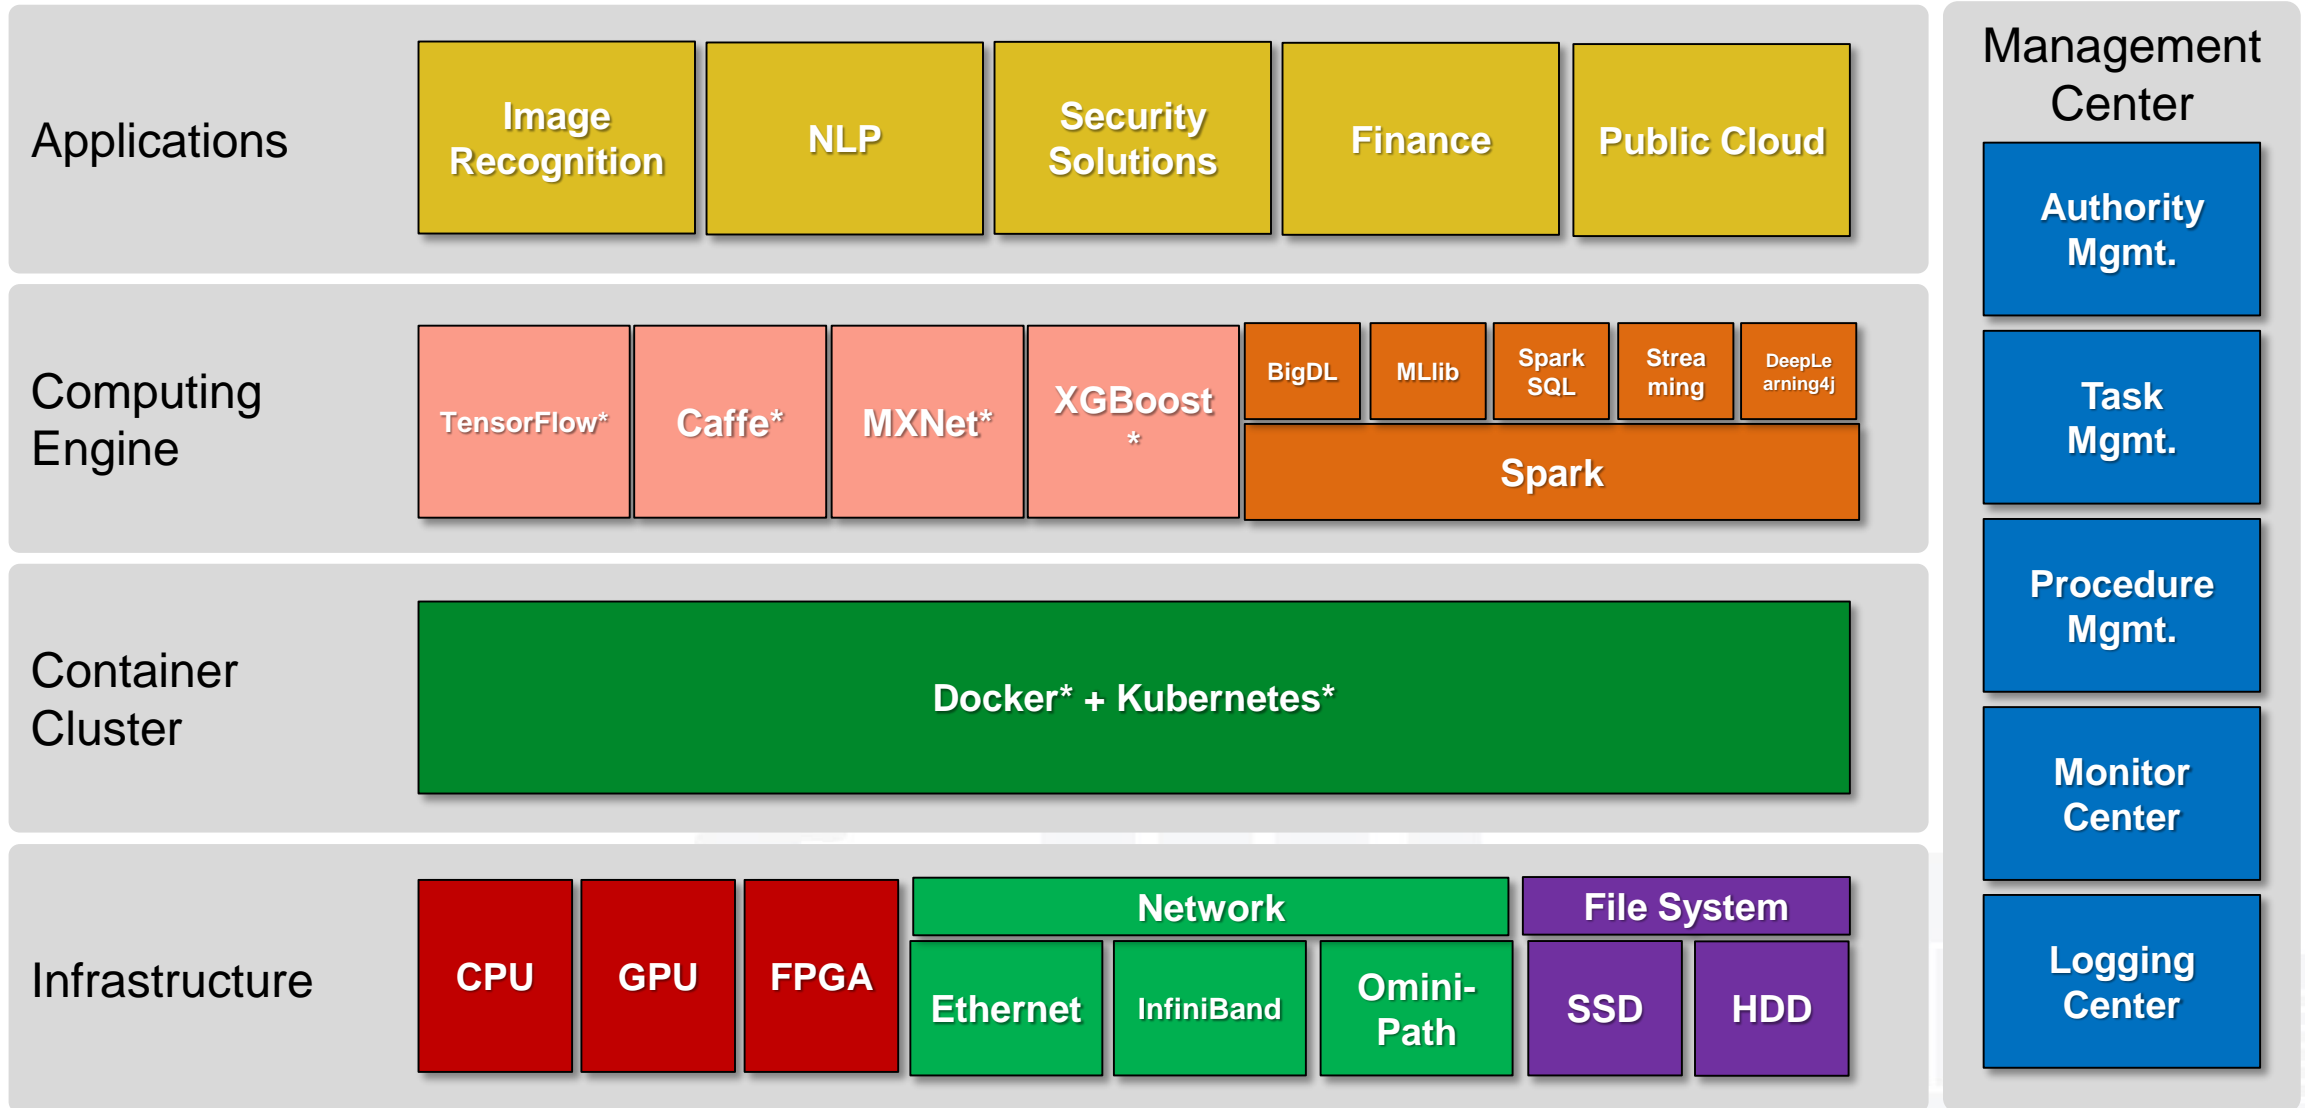 Applications
Image
Recognition
NLP
Security
Solutions
Finance
Public Cloud
Computing
Engine
TensorFlow*
Caffe*
MXNet*
XGBoost
*
BigDL
MLlib
Spark
SQL
Strea
ming
DeepLe
arning4j
Spark
Container
Cluster
Docker* + Kubernetes*
Infrastructure
CPU
GPU
FPGA
Network
Ethernet
InfiniBand
Omini-
Path
File System
SSD
HDD
Management
Center
Authority
Mgmt.
Task
Mgmt.
Procedure
Mgmt.
Monitor
Center
Logging
Center